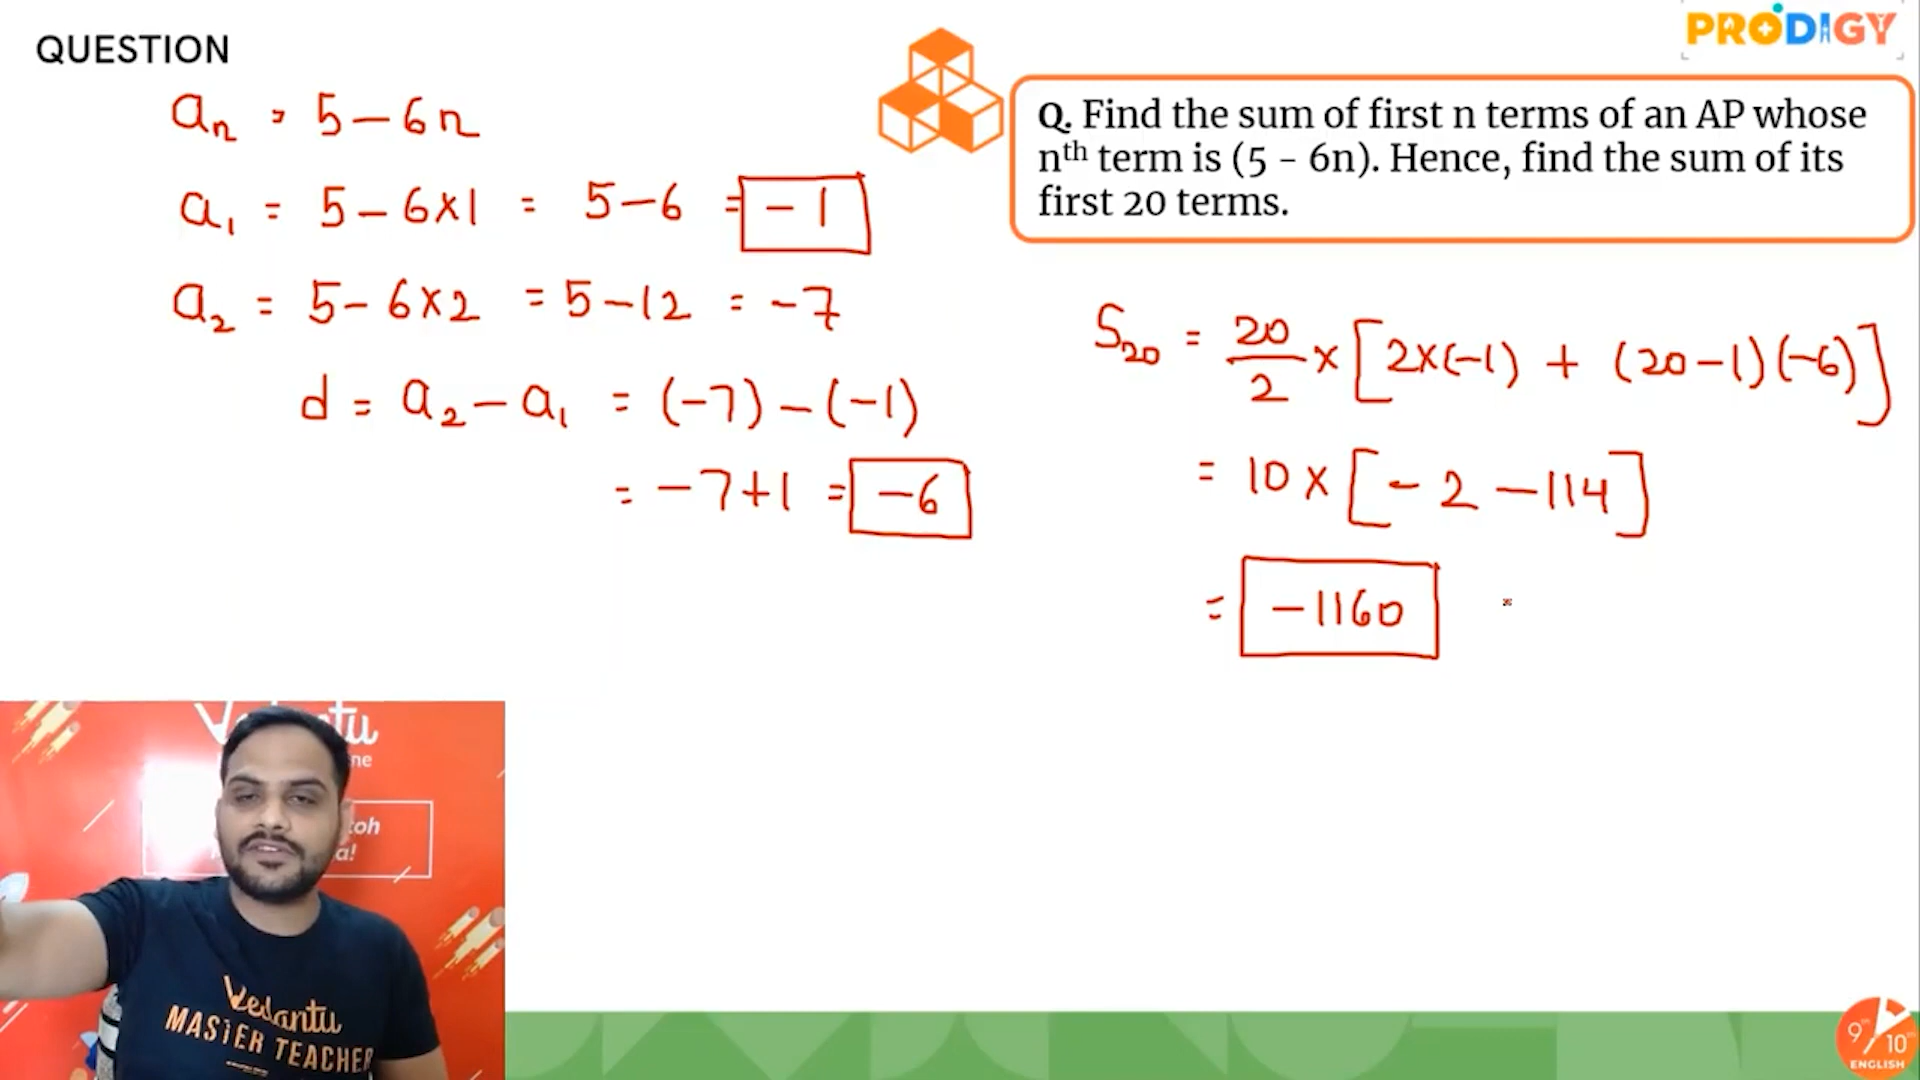 QUESTION
PRODIGY
aₙ = 5 - 6n
a₁ = 5 - 6×1 = 5 - 6 = -1
a₂ = 5 - 6×2 = 5 - 12 = -7
d = a₂ - a₁ = (-7) - (-1)
= -7+1 = -6
Q. Find the sum of first n terms of an AP whose
nᵗʰ term is (5 - 6n). Hence, find the sum of its
first 20 terms.
S₂₀ = 20/2 × [2×(-1) + (20-1)(-6)]
= 10 × [-2 - 114]
= -1160
Vedantu
Vedantu
MASTER TEACHER
9ᵗʰ/10ᵗʰ
ENGLISH